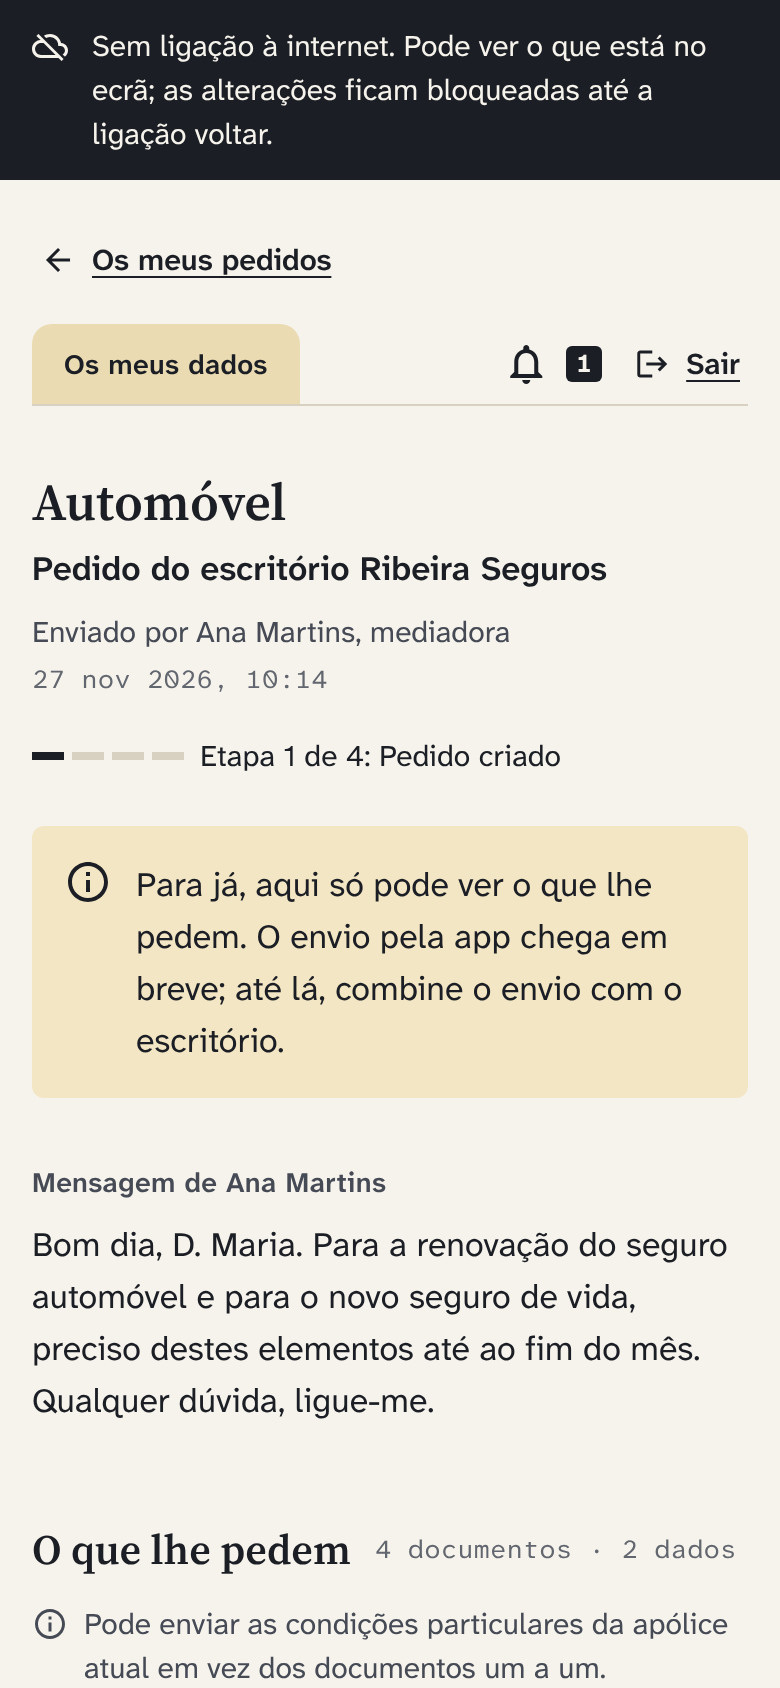 Sem ligação à internet. Pode ver o que está no
ecrã; as alterações ficam bloqueadas até a
ligação voltar.
Os meus pedidos
Os meus dados
1
Sair
Automóvel
Pedido do escritório Ribeira Seguros
Enviado por Ana Martins, mediadora
27 nov 2026, 10:14
Etapa 1 de 4: Pedido criado
Para já, aqui só pode ver o que lhe
pedem. O envio pela app chega em
breve; até lá, combine o envio com o
escritório.
Mensagem de Ana Martins
Bom dia, D. Maria. Para a renovação do seguro
automóvel e para o novo seguro de vida,
preciso destes elementos até ao fim do mês.
Qualquer dúvida, ligue-me.
O que lhe pedem 4 documentos · 2 dados
Pode enviar as condições particulares da apólice
atual em vez dos documentos um a um.